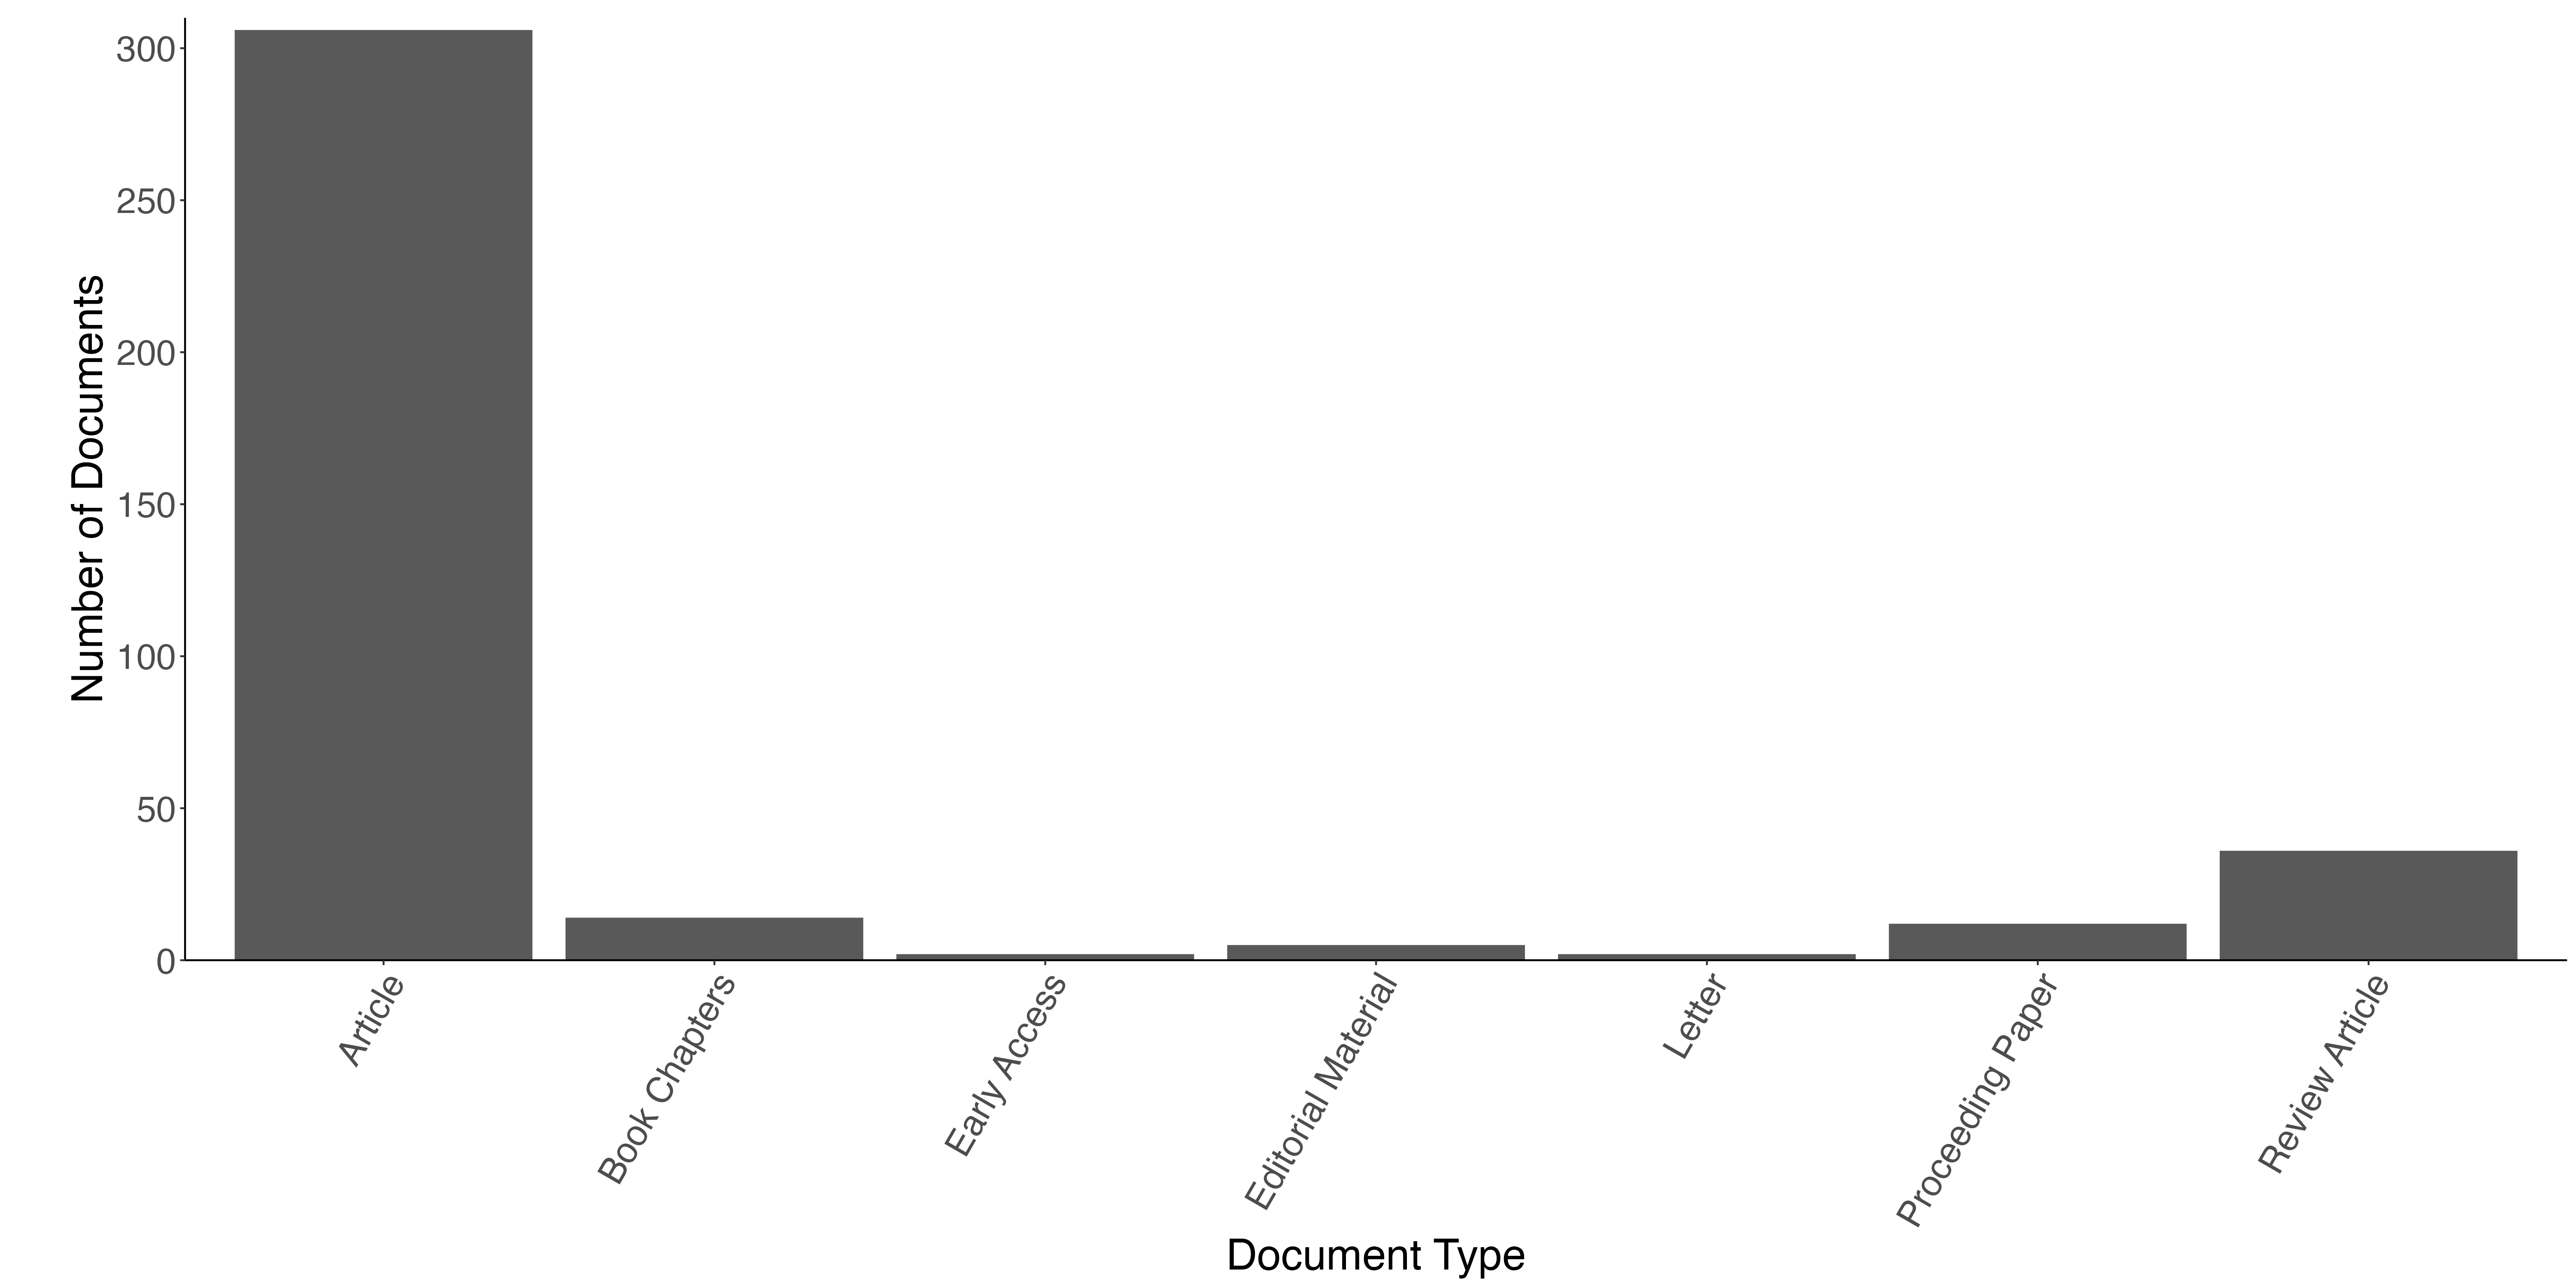 Number of Documents
300
250
200
150
100
50
0
Article
Book Chapters
Early Access
Editorial Material
Letter
Proceeding Paper
Review Article
Document Type